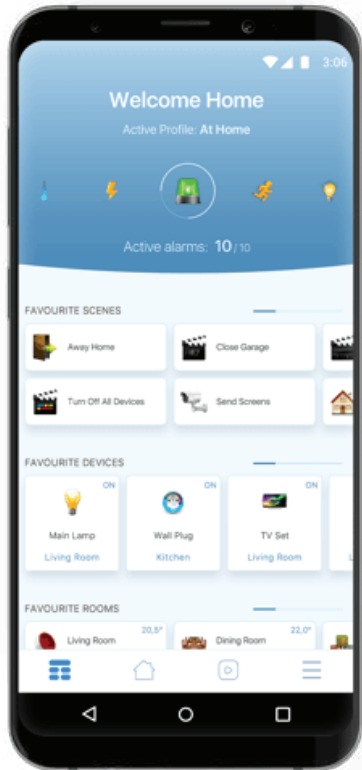 3:06
Welcome Home
Active Profile: At Home
Active alarms: 10 / 10
FAVOURITE SCENES
Away Home
Close Garage
Turn Off All Devices
Send Screens
FAVOURITE DEVICES
ON
ON
ON
Main Lamp
Wall Plug
TV Set
Living Room
Kitchen
Living Room
FAVOURITE ROOMS
Living Room
20,5°
Dining Room
22,0°